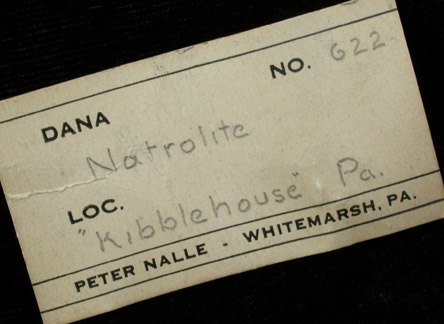 DANA NO. 622
Natrolite
LOC.
"Kibblehouse" Pa.
PETER NALLE - WHITEMARSH, PA.